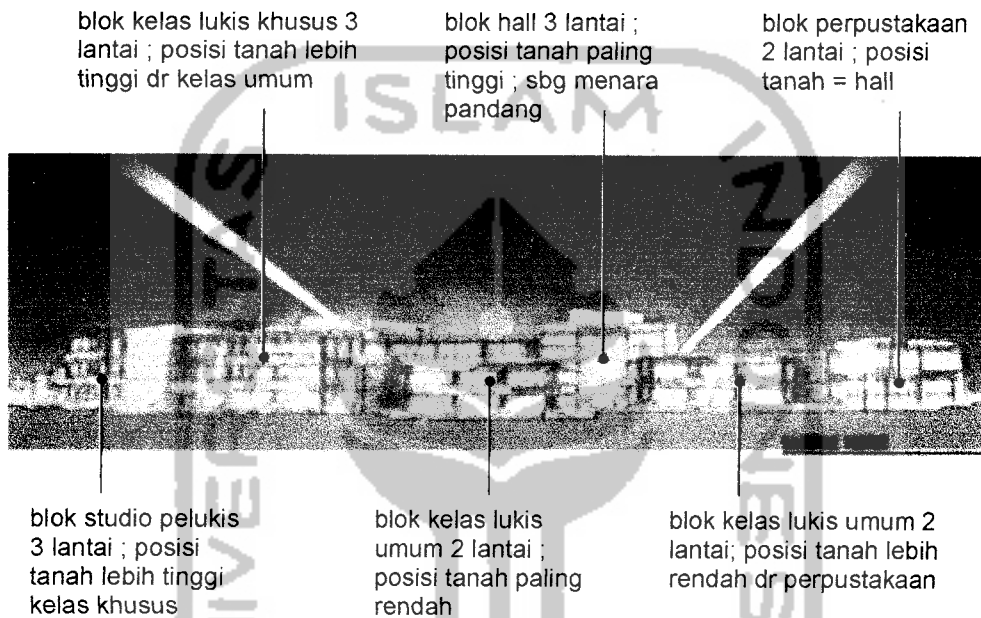 blok kelas lukis khusus 3
lantai ; posisi tanah lebih
tinggi dr kelas umum
blok hall 3 lantai ;
posisi tanah paling
tinggi ; sbg menara
pandang
blok perpustakaan
2 lantai ; posisi
tanah = hall
ISLAM
blok studio pelukis
3 lantai ; posisi
tanah lebih tinggi
kelas khusus
blok kelas lukis
umum 2 lantai ;
posisi tanah paling
rendah
blok kelas lukis umum 2
lantai; posisi tanah lebih
rendah dr perpustakaan